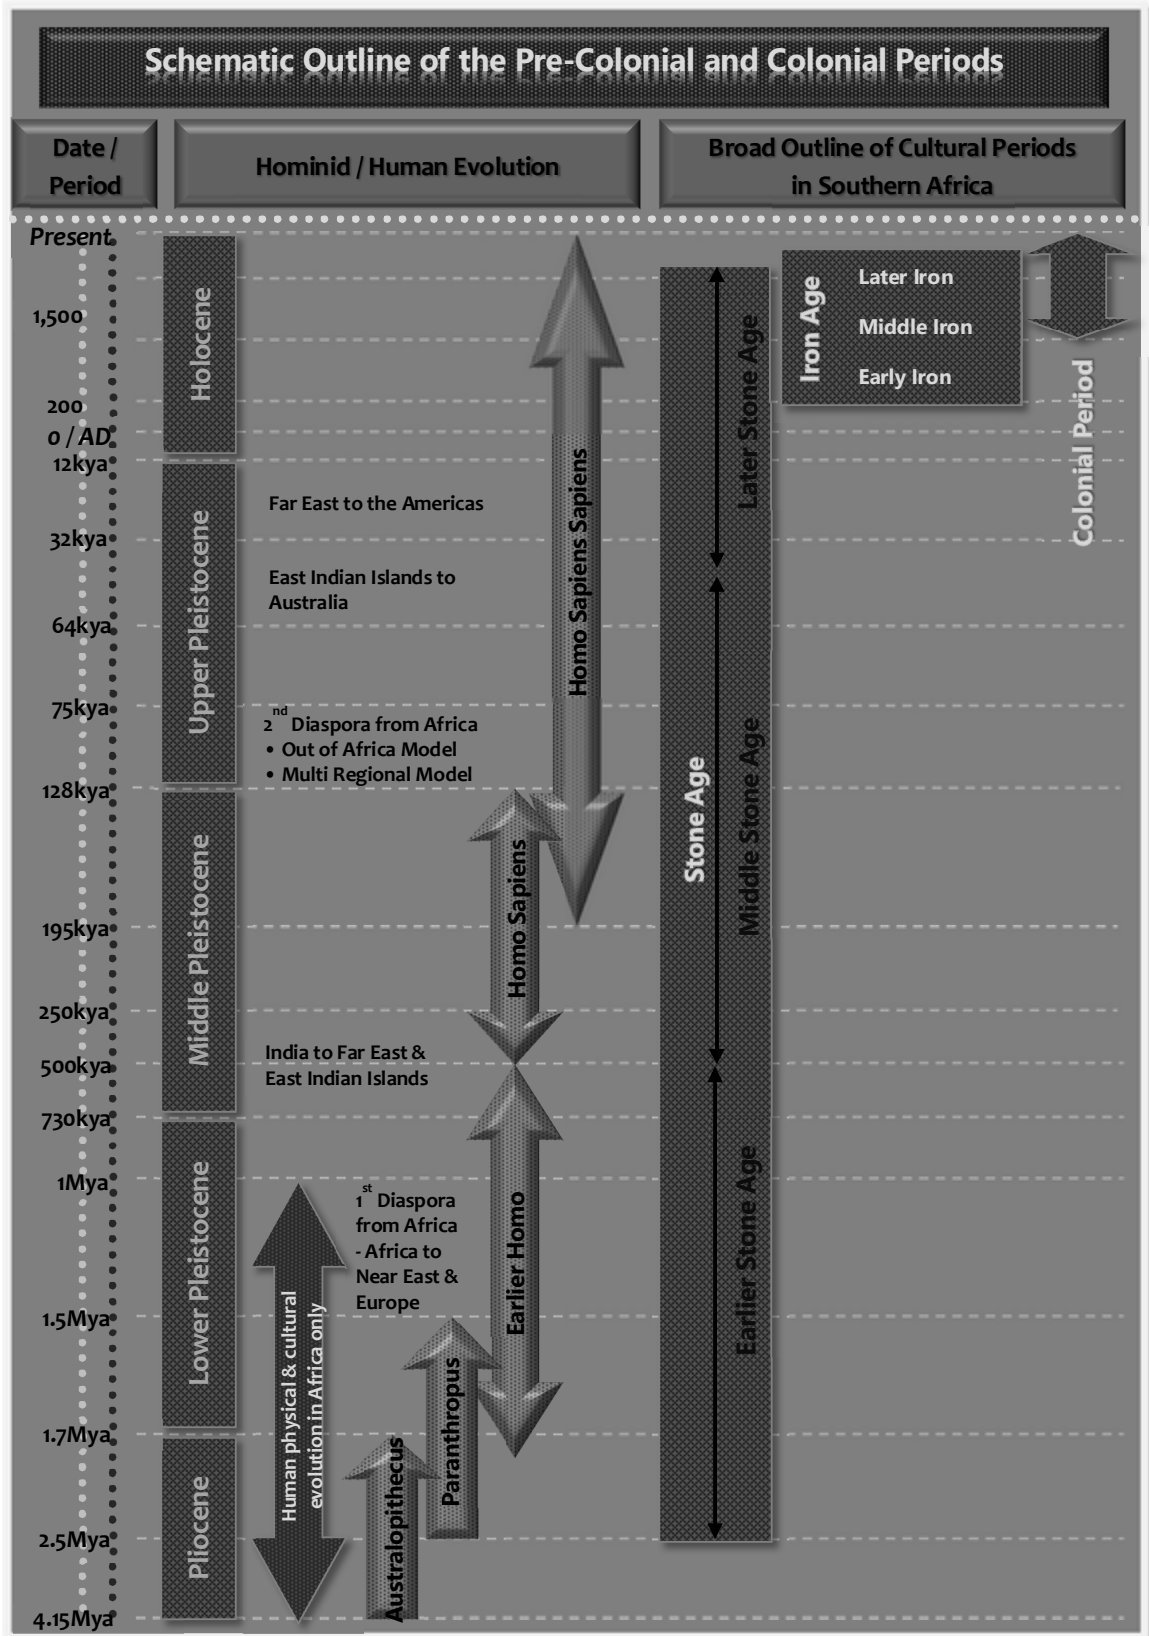 Schematic Outline of the Pre-Colonial and Colonial Periods
Date /
Period
Hominid / Human Evolution
Broad Outline of Cultural Periods
in Southern Africa
Present
1,500
200
0 / AD
12kya
32kya
64kya
75kya
128kya
195kya
250kya
500kya
730kya
1Mya
1.5Mya
1.7Mya
2.5Mya
4.15Mya
Holocene
Upper Pleistocene
Middle Pleistocene
Lower Pleistocene
Pliocene
Far East to the Americas
East Indian Islands to
Australia
2nd Diaspora from Africa
• Out of Africa Model
• Multi Regional Model
India to Far East &
East Indian Islands
1st Diaspora
from Africa
- Africa to
Near East &
Europe
Human physical & cultural
evolution in Africa only
Australopithecus
Paranthropus
Earlier Homo
Homo Sapiens
Homo Sapiens Sapiens
Stone Age
Later Stone Age
Middle Stone Age
Earlier Stone Age
Iron Age
Later Iron
Middle Iron
Early Iron
Colonial Period